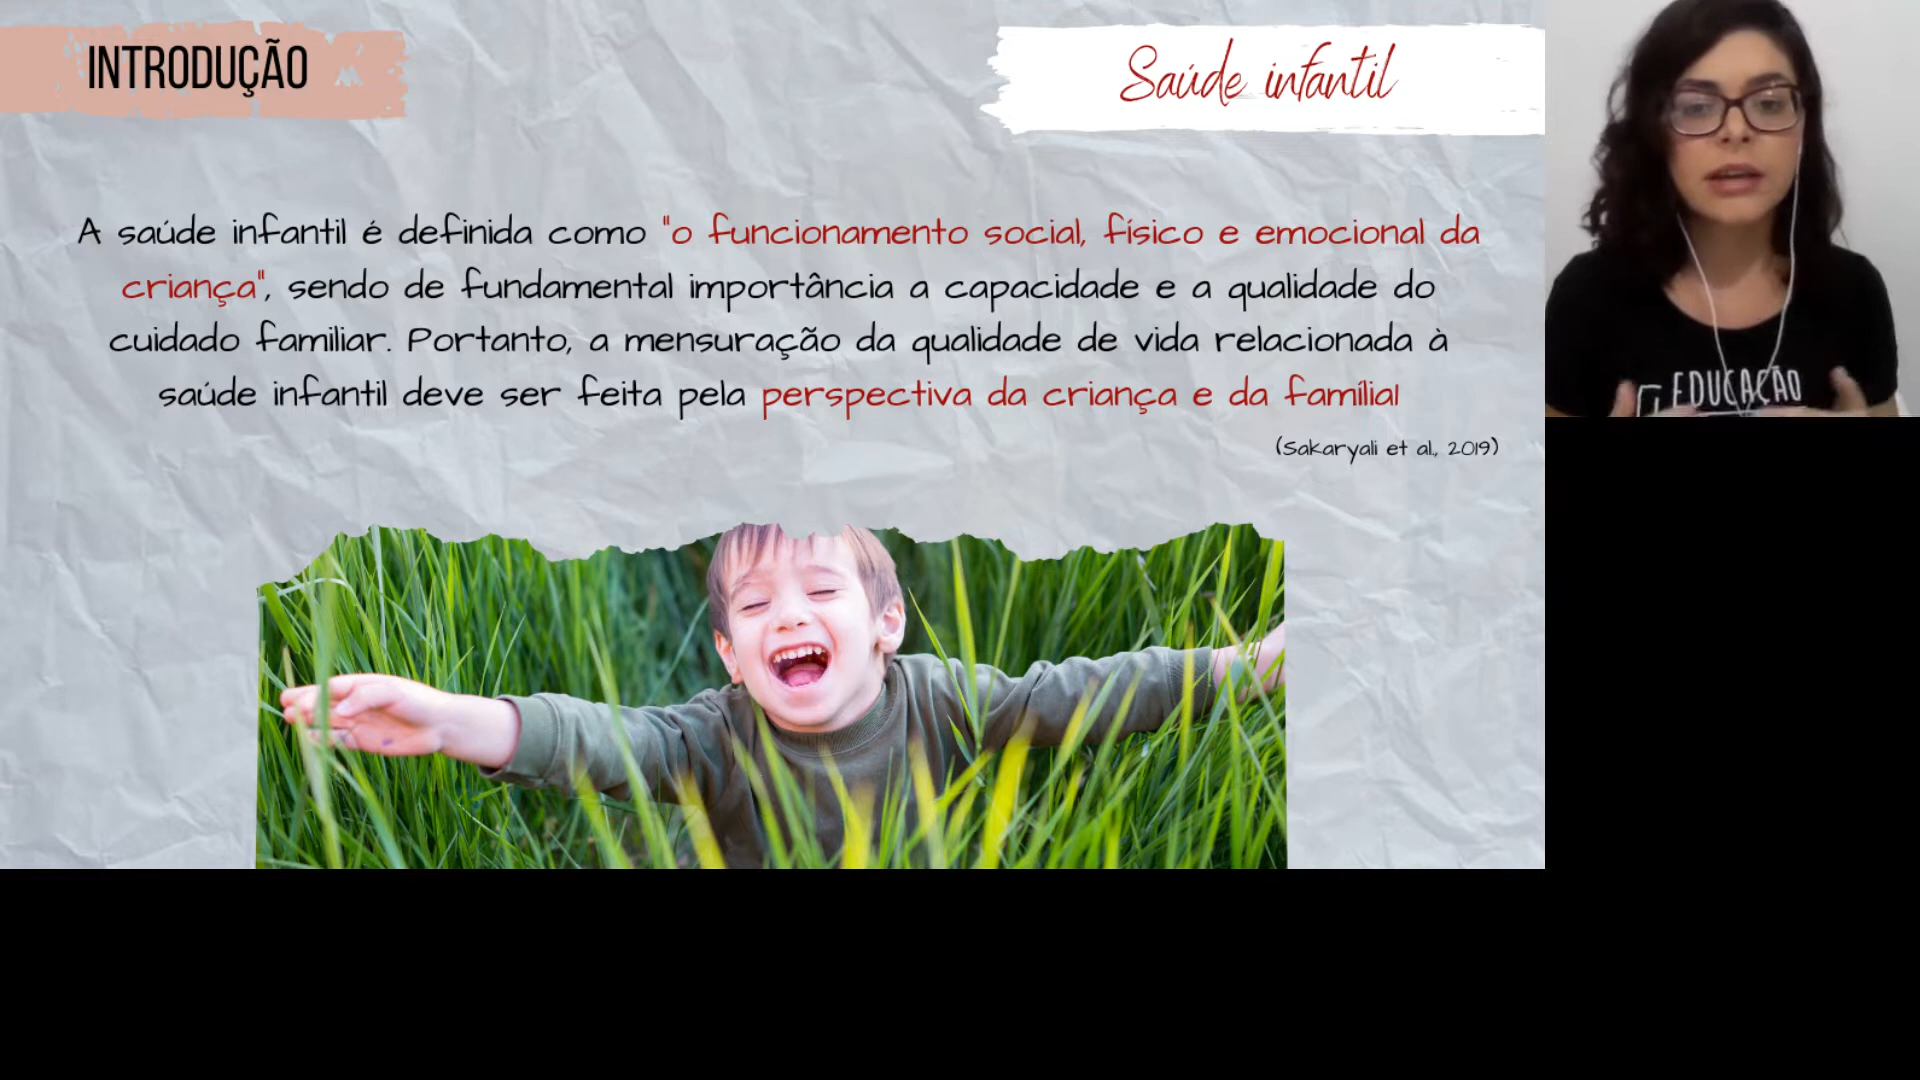 INTRODUÇÃO
Saúde infantil
A saúde infantil é definida como "o funcionamento social, físico e emocional da
criança", sendo de fundamental importância a capacidade e a qualidade do
cuidado familiar. Portanto, a mensuração da qualidade de vida relacionada à
saúde infantil deve ser feita pela perspectiva da criança e da família!
(Sakaryali et al., 2019)
EDUCAÇÃO